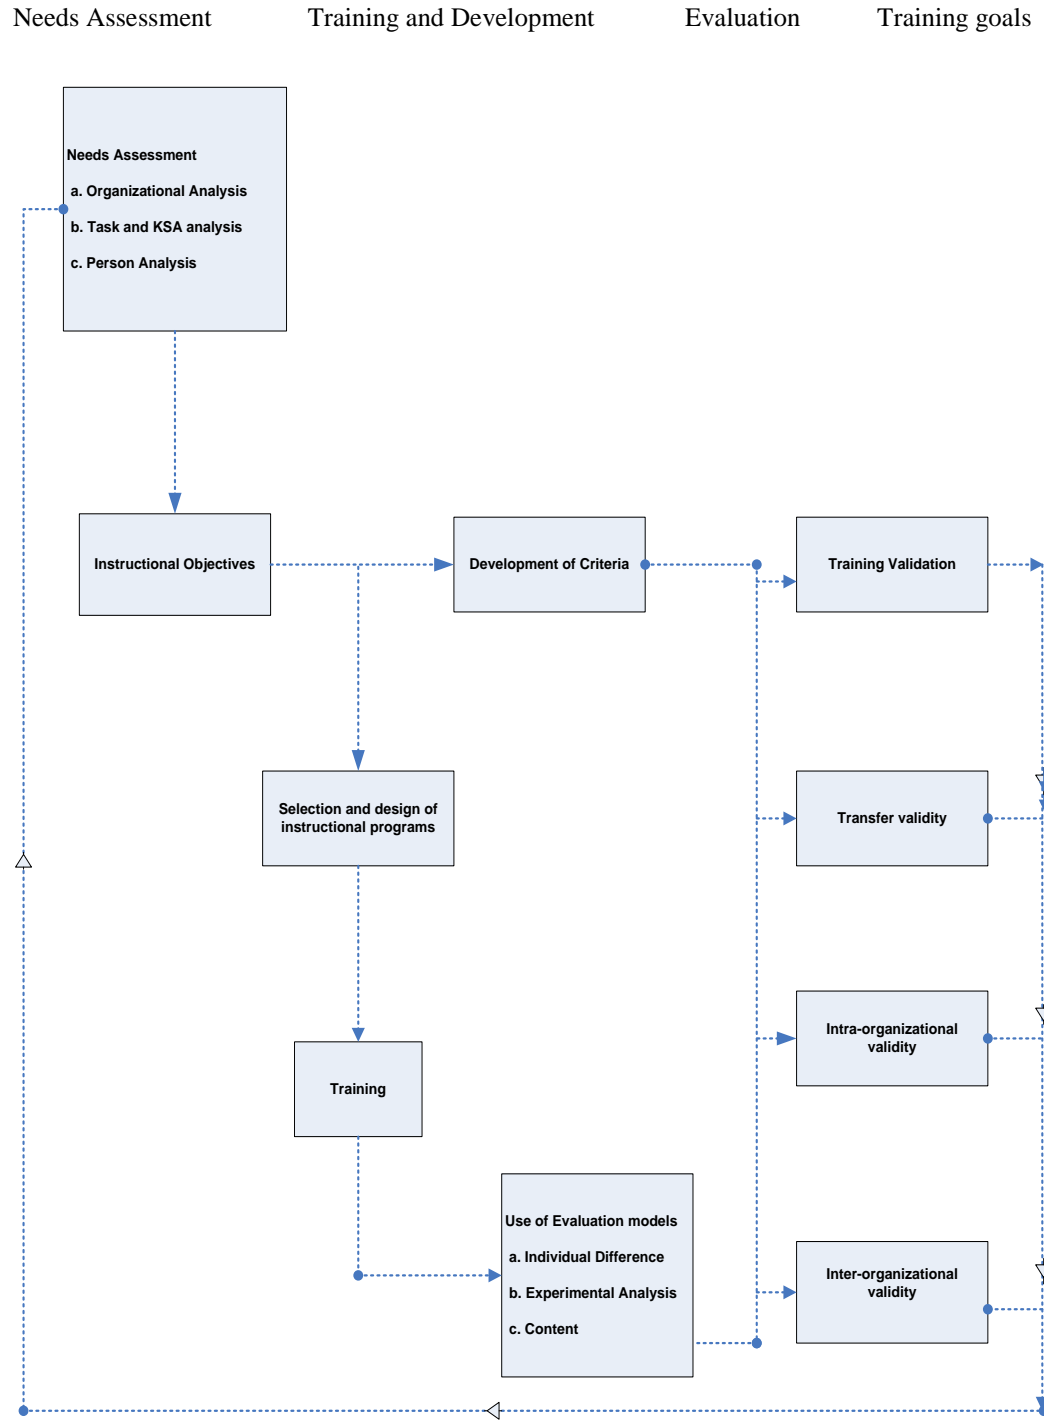 Needs Assessment
Training and Development
Evaluation
Training goals
Needs Assessment
a. Organizational Analysis
b. Task and KSA analysis
c. Person Analysis
Instructional Objectives
Development of Criteria
Training Validation
Selection and design of
instructional programs
Transfer validity
Intra-organizational
validity
Training
Use of Evaluation models
a. Individual Difference
b. Experimental Analysis
c. Content
Inter-organizational
validity